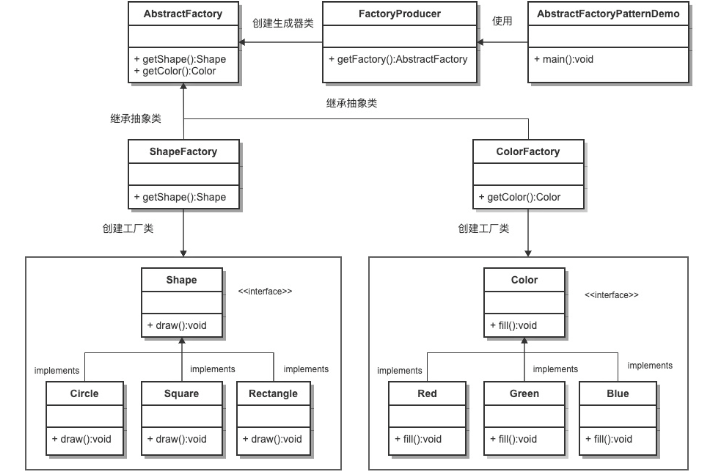 AbstractFactory
+ getShape():Shape
+ getColor():Color
创建生成器类
FactoryProducer
+ getFactory():AbstractFactory
使用
AbstractFactoryPatternDemo
+ main():void
继承抽象类
继承抽象类
ShapeFactory
+ getShape():Shape
ColorFactory
+ getColor():Color
创建工厂类
创建工厂类
Shape
<<interface>>
+ draw():void
implements
implements
implements
Circle
+ draw():void
Square
+ draw():void
Rectangle
+ draw():void
Color
<<interface>>
+ fill():void
implements
implements
implements
Red
+ fill():void
Green
+ fill():void
Blue
+ fill():void